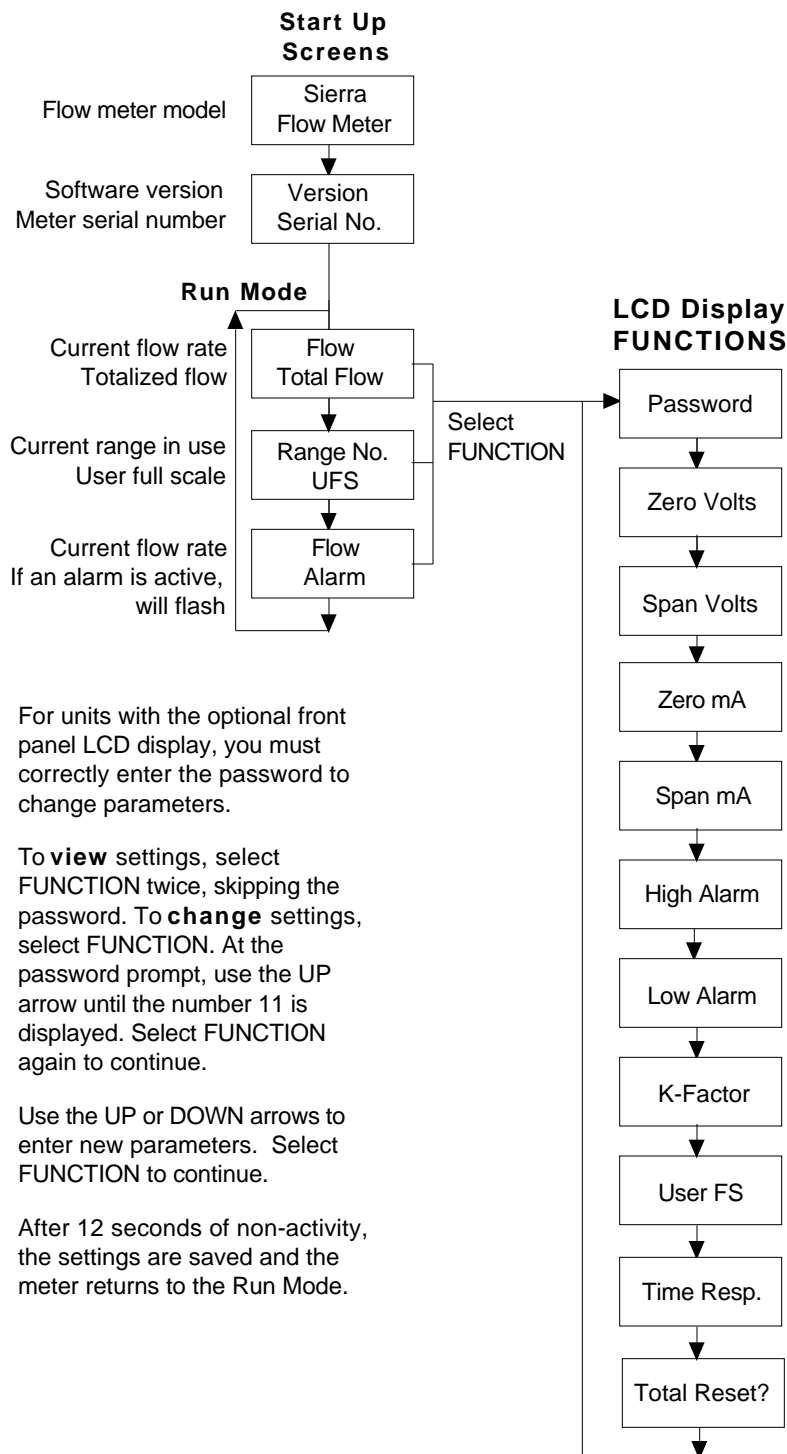 Start Up
Screens
Flow meter model
Sierra
Flow Meter
Software version
Meter serial number
Version
Serial No.
Run Mode
Current flow rate
Totalized flow
Flow
Total Flow
Current range in use
User full scale
Range No.
UFS
Current flow rate
If an alarm is active,
will flash
Flow
Alarm
Select
FUNCTION
LCD Display
FUNCTIONS
Password
Zero Volts
Span Volts
Zero mA
Span mA
High Alarm
Low Alarm
K-Factor
User FS
Time Resp.
Total Reset?
For units with the optional front
panel LCD display, you must
correctly enter the password to
change parameters.
To view settings, select
FUNCTION twice, skipping the
password. To change settings,
select FUNCTION. At the
password prompt, use the UP
arrow until the number 11 is
displayed. Select FUNCTION
again to continue.
Use the UP or DOWN arrows to
enter new parameters. Select
FUNCTION to continue.
After 12 seconds of non-activity,
the settings are saved and the
meter returns to the Run Mode.